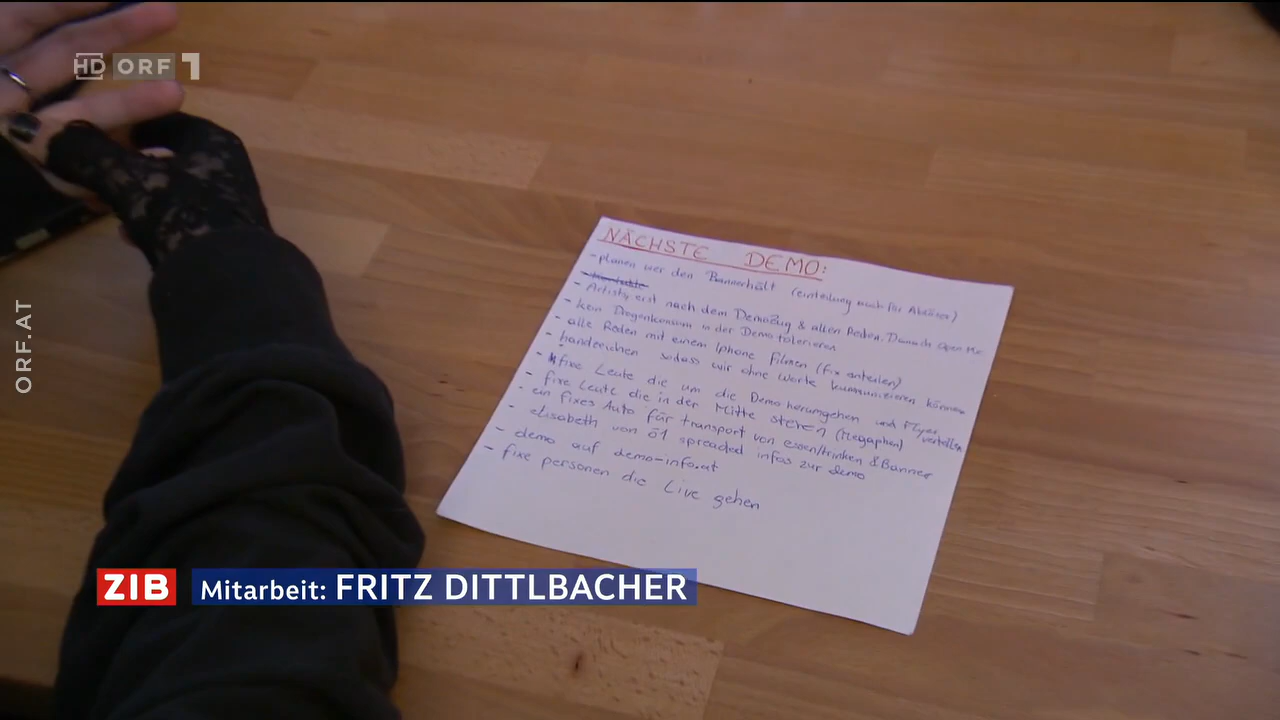 HD ORF 1
ORF.AT
NÄCHSTE DEMO:
- planen wer den Banner hält (einteilung auch für Ablöse)
- Artists erst nach dem Demozug & allen Reden. Danach open Mic
- kein Drogenkonsum in der Demo tolerieren
- alle Reden mit einem Iphone Filmen (fix anteilen)
- handzeichen sodass wir ohne worte kommunizieren können
- fixe Leute die um die Demo herumgehen und Flyer verteilen
- fixe Leute die in der Mitte steren (Megaphon)
- ein fixes Auto für transport von essen/trinken & Banner
- elisabeth von Ö1 spreaded infos zur demo
- demo auf demo-info.at
- fixe personen die Live gehen
ZIB Mitarbeit: FRITZ DITTLBACHER